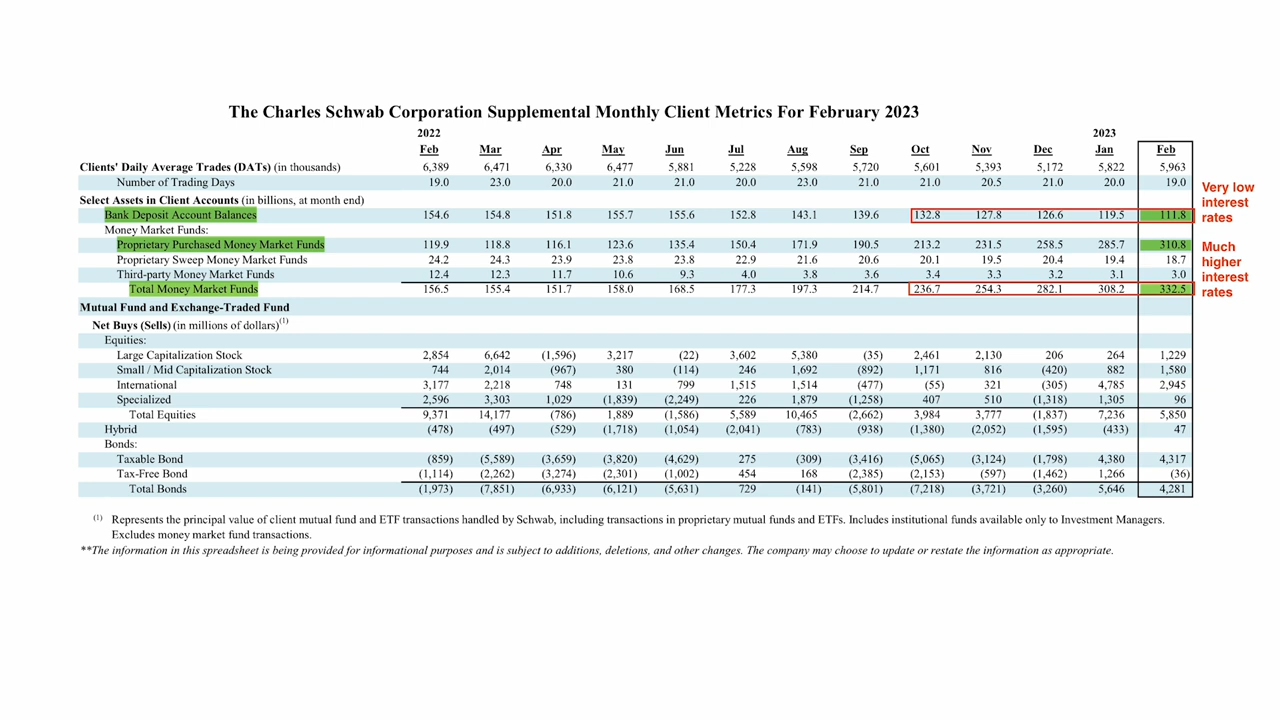 The Charles Schwab Corporation Supplemental Monthly Client Metrics For February 2023
2022 2023
Feb Mar Apr May Jun Jul Aug Sep Oct Nov Dec Jan Feb
Clients' Daily Average Trades (DATs) (in thousands) 6,389 6,471 6,330 6,477 5,881 5,228 5,598 5,720 5,601 5,393 5,172 5,822 5,963
Number of Trading Days 19.0 23.0 20.0 21.0 21.0 20.0 23.0 21.0 21.0 20.5 21.0 20.0 19.0
Select Assets in Client Accounts (in billions, at month end)
Bank Deposit Account Balances 154.6 154.8 151.8 155.7 155.6 152.8 143.1 139.6 132.8 127.8 126.6 119.5 111.8
Very low
interest
rates
Money Market Funds:
Proprietary Purchased Money Market Funds 119.9 118.8 116.1 123.6 135.4 150.4 171.9 190.5 213.2 231.5 258.5 285.7 310.8
Proprietary Sweep Money Market Funds 24.2 24.3 23.9 23.8 23.8 22.9 21.6 20.6 20.1 19.5 20.4 19.4 18.7
Third-party Money Market Funds 12.4 12.3 11.7 10.6 9.3 4.0 3.8 3.6 3.4 3.3 3.2 3.1 3.0
Total Money Market Funds 156.5 155.4 151.7 158.0 168.5 177.3 197.3 214.7 236.7 254.3 282.1 308.2 332.5
Much
higher
interest
rates
Mutual Fund and Exchange-Traded Fund
Net Buys (Sells) (in millions of dollars)(1)
Equities:
Large Capitalization Stock 2,854 6,642 (1,596) 3,217 (22) 3,602 5,380 (35) 2,461 2,130 206 264 1,229
Small / Mid Capitalization Stock 744 2,014 (967) 380 (114) 246 1,692 (892) 1,171 816 (420) 882 1,580
International 3,177 2,218 748 131 799 1,515 1,514 (477) (55) 321 (305) 4,785 2,945
Specialized 2,596 3,303 1,029 (1,839) (2,249) 226 1,879 (1,258) 407 510 (1,318) 1,305 96
Total Equities 9,371 14,177 (786) 1,889 (1,586) 5,589 10,465 (2,662) 3,984 3,777 (1,837) 7,236 5,850
Hybrid (478) (497) (529) (1,718) (1,054) (2,041) (783) (938) (1,380) (2,052) (1,595) (433) 47
Bonds:
Taxable Bond (859) (5,589) (3,659) (3,820) (4,629) 275 (309) (3,416) (5,065) (3,124) (1,798) 4,380 4,317
Tax-Free Bond (1,114) (2,262) (3,274) (2,301) (1,002) 454 168 (2,385) (2,153) (597) (1,462) 1,266 (36)
Total Bonds (1,973) (7,851) (6,933) (6,121) (5,631) 729 (141) (5,801) (7,218) (3,721) (3,260) 5,646 4,281
(1) Represents the principal value of client mutual fund and ETF transactions handled by Schwab, including transactions in proprietary mutual funds and ETFs. Includes institutional funds available only to Investment Managers.
Excludes money market fund transactions.
**The information in this spreadsheet is being provided for informational purposes and is subject to additions, deletions, and other changes. The company may choose to update or restate the information as appropriate.